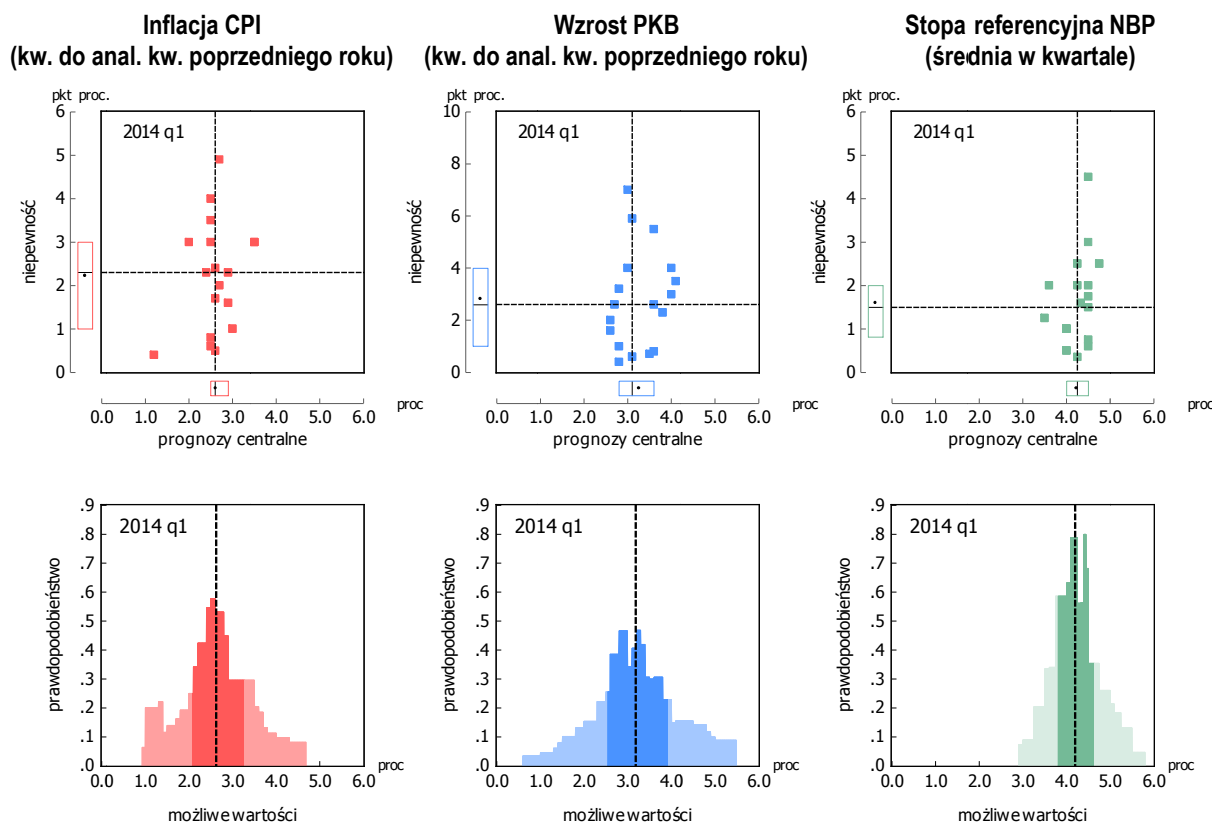 Inflacja CPI
(kw. do anal. kw. poprzedniego roku)
Wzrost PKB
(kw. do anal. kw. poprzedniego roku)
Stopa referencyjna NBP
(średnia w kwartale)
pkt proc.
6
5
4
3
2
1
0
niepewność
2014 q1
0.0 1.0 2.0 3.0 4.0 5.0 6.0
proc
prognozy centralne
pkt proc.
10
8
6
4
2
0
niepewność
2014 q1
0.0 1.0 2.0 3.0 4.0 5.0 6.0
proc
prognozy centralne
pkt proc.
6
5
4
3
2
1
0
niepewność
2014 q1
0.0 1.0 2.0 3.0 4.0 5.0 6.0
proc
prognozy centralne
.9
.8
.7
.6
.5
.4
.3
.2
.1
.0
prawdopodobieństwo
2014 q1
0.0 1.0 2.0 3.0 4.0 5.0 6.0
proc
możliwe wartości
.9
.8
.7
.6
.5
.4
.3
.2
.1
.0
prawdopodobieństwo
2014 q1
0.0 1.0 2.0 3.0 4.0 5.0 6.0
proc
możliwe wartości
.9
.8
.7
.6
.5
.4
.3
.2
.1
.0
prawdopodobieństwo
2014 q1
0.0 1.0 2.0 3.0 4.0 5.0 6.0
proc
możliwe wartości